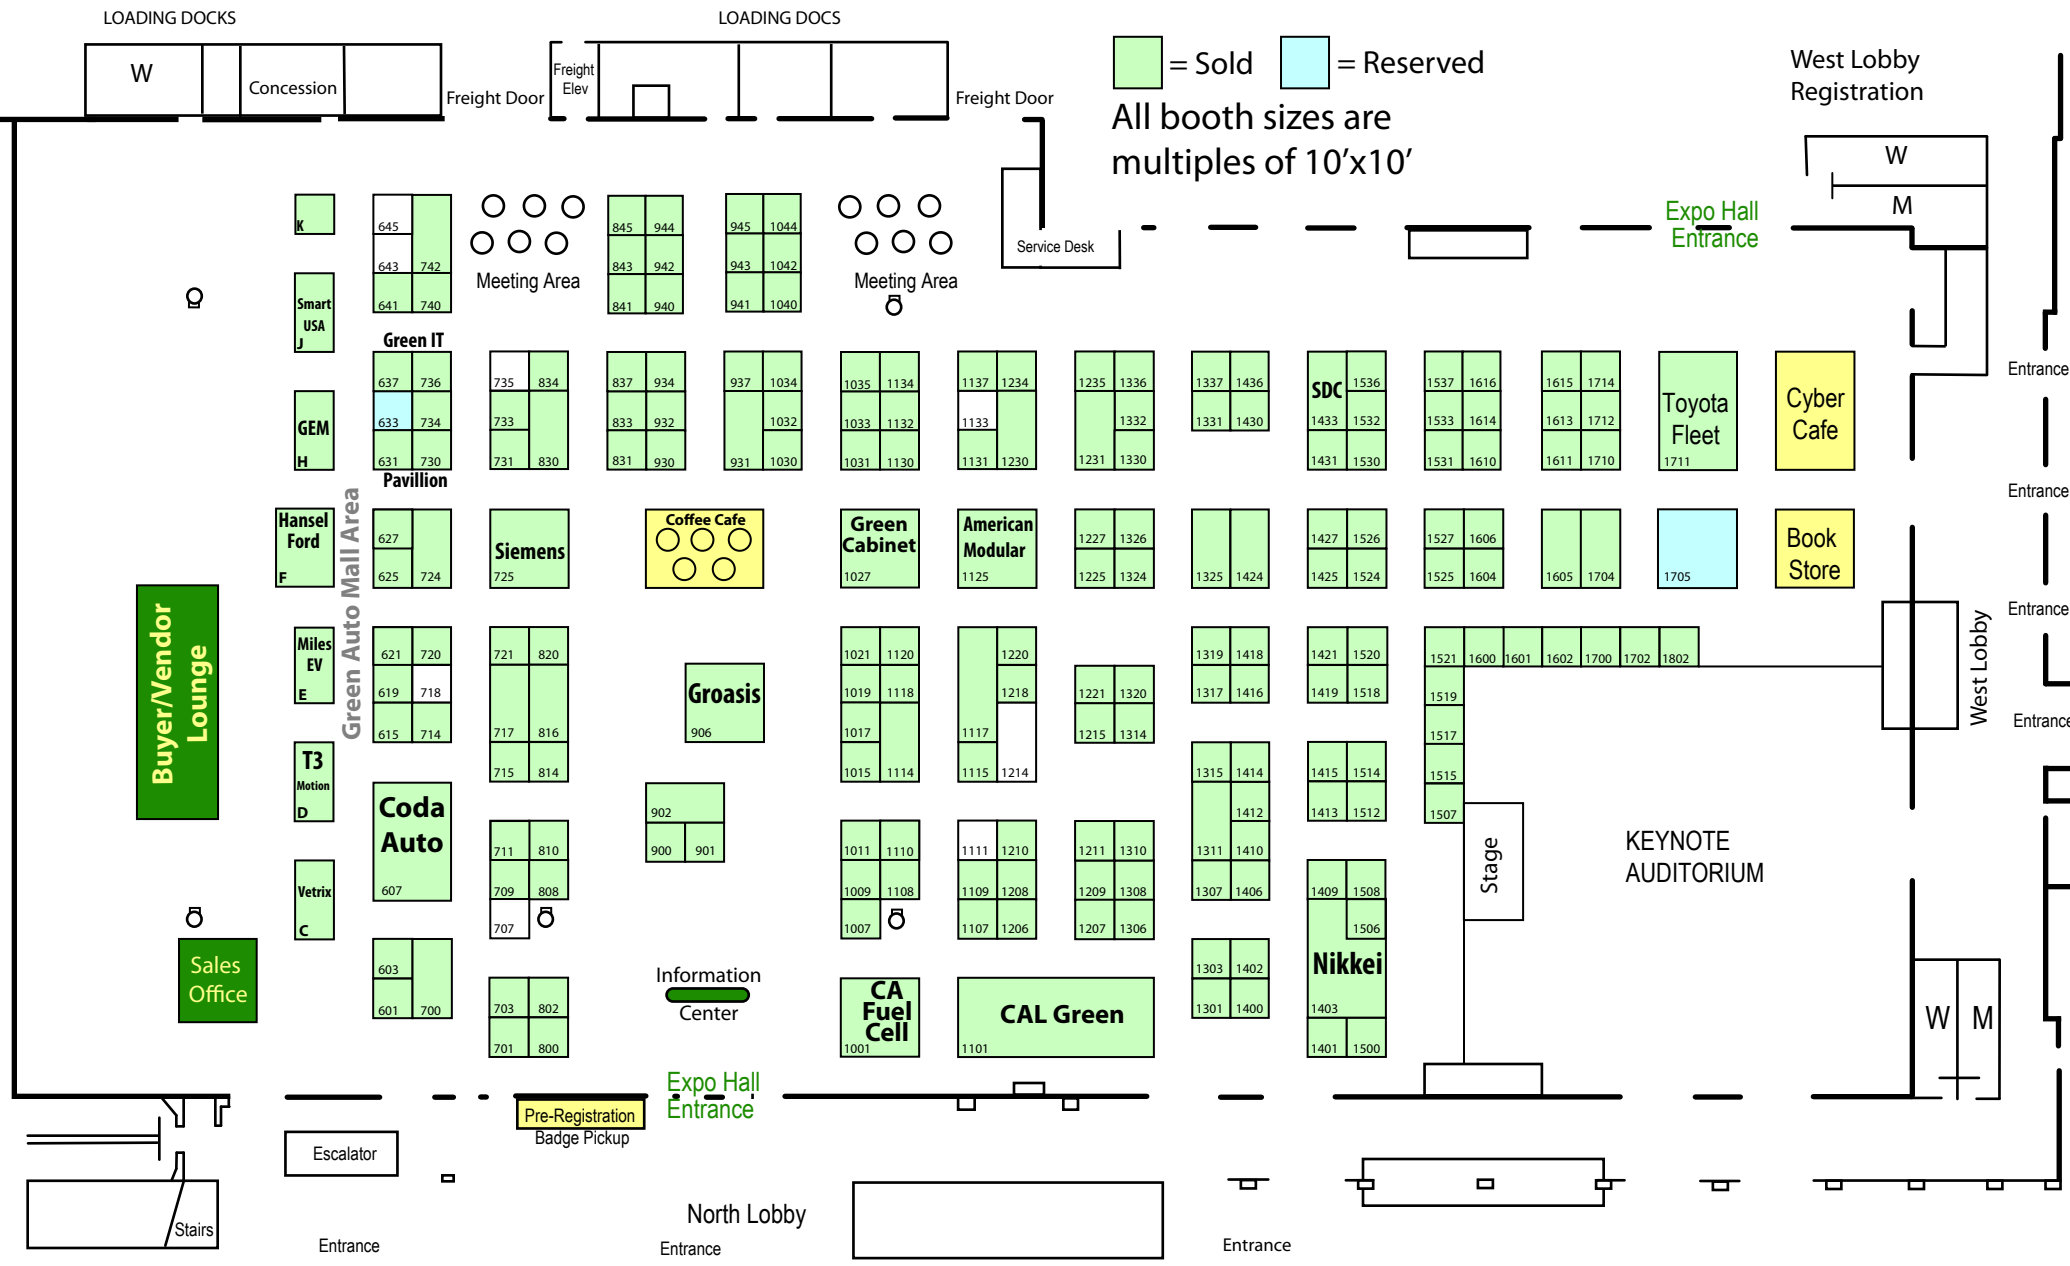 LOADING DOCKS
LOADING DOCS
W
Concession
Freight Door
Freight
Elev
Freight Door
= Sold
= Reserved
All booth sizes are
multiples of 10’x10’
West Lobby
Registration
W
M
Expo Hall
Entrance
Service Desk
K
645
643 742
641 740
Meeting Area
845 944
843 942
841 940
945 1044
943 1042
941 1040
Meeting Area
Smart
USA
J
Green IT
637 736
633 734
631 730
Pavillion
GEM
H
735 834
733
731 830
837 934
833 932
831 930
937 1034
1032
931 1030
1035 1134
1033 1132
1031 1130
1137 1234
1133
1131 1230
1235 1336
1332
1231 1330
1337 1436
1331 1430
SDC 1536
1433 1532
1431 1530
1537 1616
1533 1614
1531 1610
1615 1714
1613 1712
1611 1710
Toyota
Fleet
1711
Cyber
Cafe
Entrance
Entrance
Entrance
Entrance
Hansel
Ford
F
Green Auto Mall Area
627
625 724
Siemens
725
Coffee Cafe
Green
Cabinet
1027
American
Modular
1125
1227 1326
1225 1324
1325 1424
1427 1526
1425 1524
1527 1606
1525 1604
1605 1704
1705
Book
Store
Buyer/Vendor
Lounge
Miles
EV
E
621 720
619 718
615 714
721 820
717 816
715 814
Groasis
906
1021 1120
1019 1118
1017
1015 1114
1220
1218
1117
1115 1214
1221 1320
1215 1314
1319 1418
1317 1416
1421 1520
1419 1518
1521 1600 1601 1602 1700 1702 1802
1519
1517
1515
1507
West Lobby
T3
Motion
D
Coda
Auto
607
902
900 901
711 810
709 808
707
1011 1110
1009 1108
1007
1111 1210
1109 1208
1107 1206
1211 1310
1209 1308
1207 1306
1315 1414
1412
1311 1410
1307 1406
1415 1514
1413 1512
1409 1508
1506
Nikkei
1403
1401 1500
Stage
KEYNOTE
AUDITORIUM
Vetrix
C
Sales
Office
603
601 700
703 802
701 800
Information
Center
CA
Fuel
Cell
1001
CAL Green
1101
1303 1402
1301 1400
W M
Expo Hall
Entrance
Pre-Registration
Badge Pickup
Escalator
Stairs
North Lobby
Entrance
Entrance
Entrance